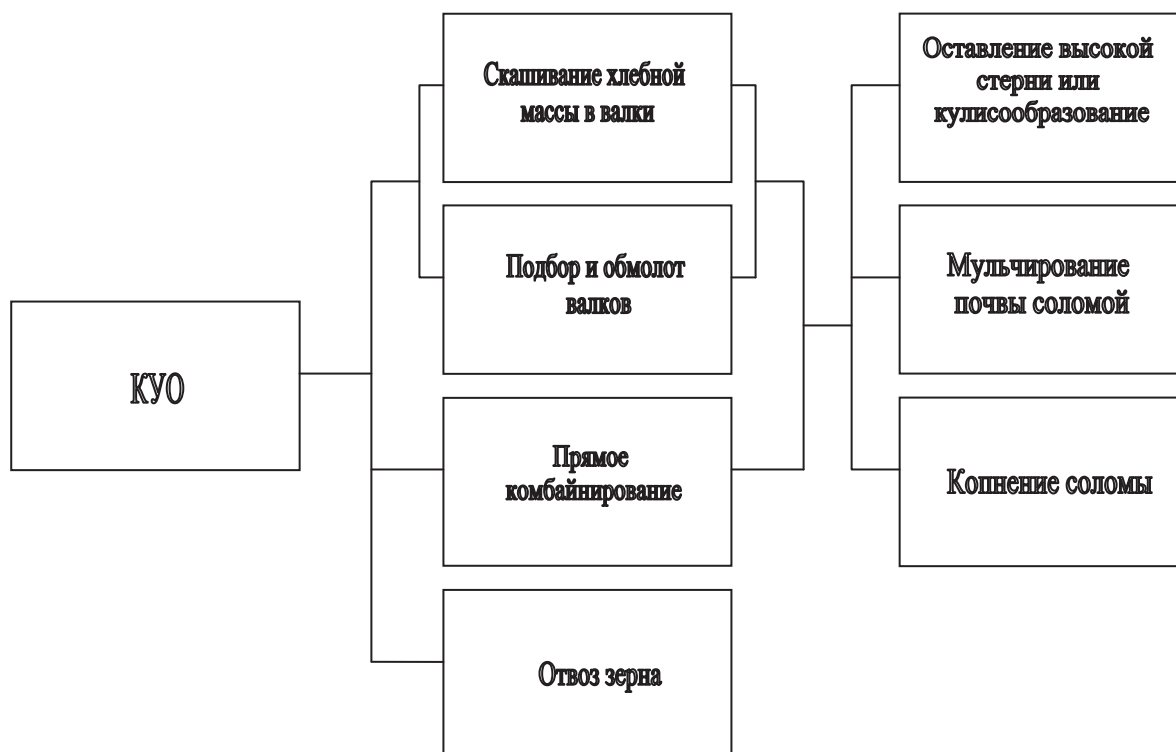 КУО
Скашивание хлебной
массы в валки
Подбор и обмолот
валков
Прямое
комбайнирование
Отвоз зерна
Оставление высокой
стерни или
кулисообразование
Мульчирование
почвы соломой
Копнение соломы